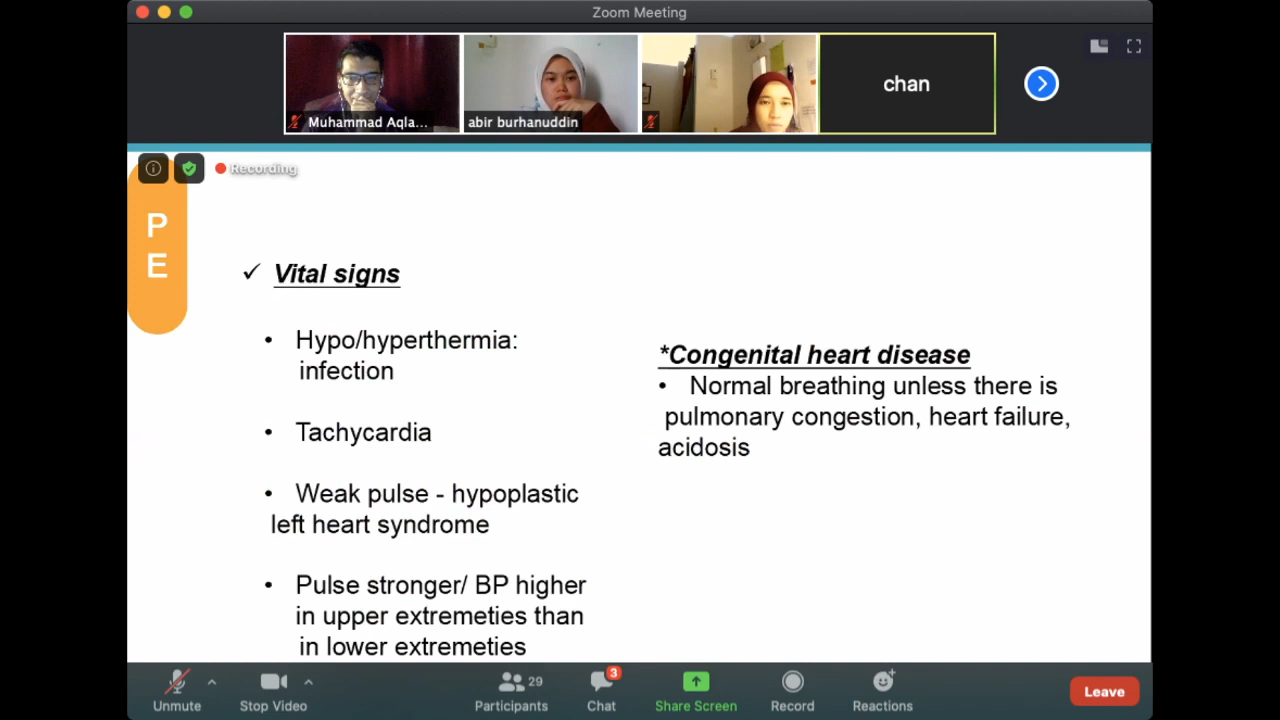 Zoom Meeting
Muhammad Aqla...
abir burhanuddin
chan
Recording
P
E
✓ Vital signs
• Hypo/hyperthermia:
infection
• Tachycardia
• Weak pulse - hypoplastic
left heart syndrome
• Pulse stronger/ BP higher
in upper extremeties than
in lower extremeties
*Congenital heart disease
• Normal breathing unless there is
pulmonary congestion, heart failure,
acidosis
Unmute
Stop Video
29
Participants
3
Chat
Share Screen
Record
Reactions
Leave